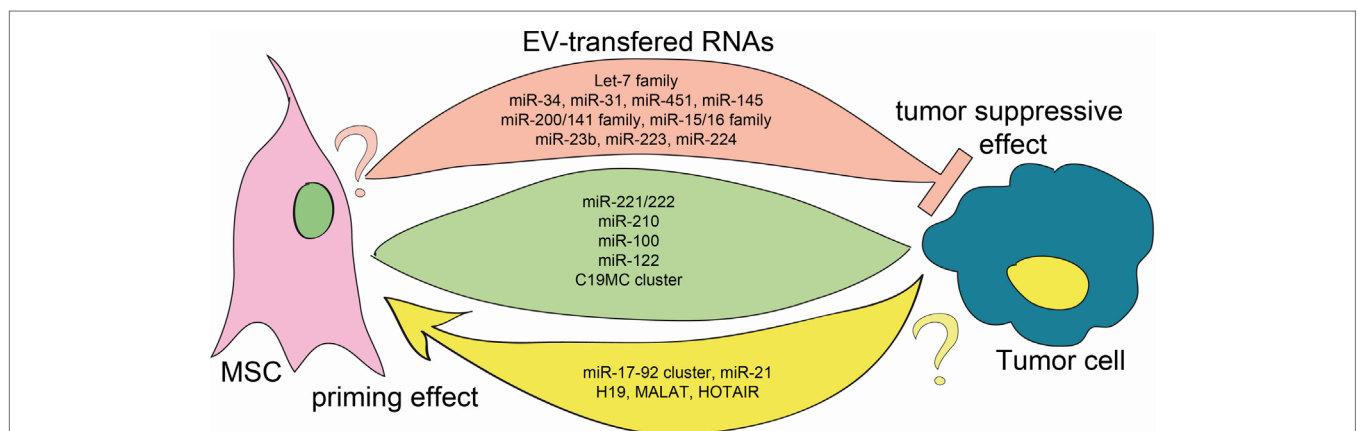 EV-transfered RNAs
Let-7 family
miR-34, miR-31, miR-451, miR-145
miR-200/141 family, miR-15/16 family
miR-23b, miR-223, miR-224
?
tumor suppressive
effect
miR-221/222
miR-210
miR-100
miR-122
C19MC cluster
MSC
priming effect
miR-17-92 cluster, miR-21
H19, MALAT, HOTAIR
?
Tumor cell